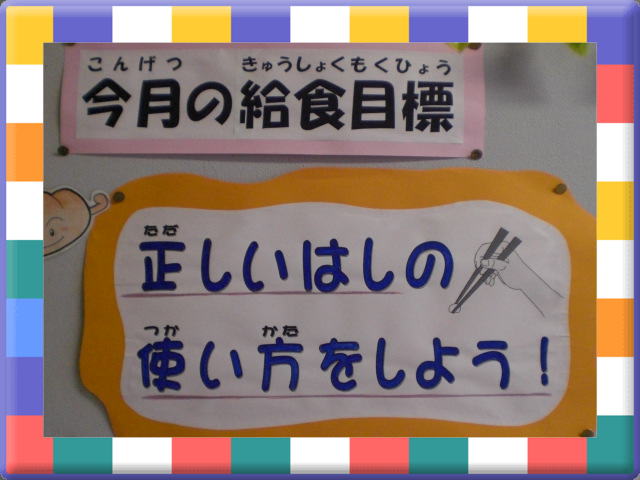 こんげつ きゅうしょくもくひょう
今月の給食目標
ただ
正しいはしの
つか かた
使い方をしよう！